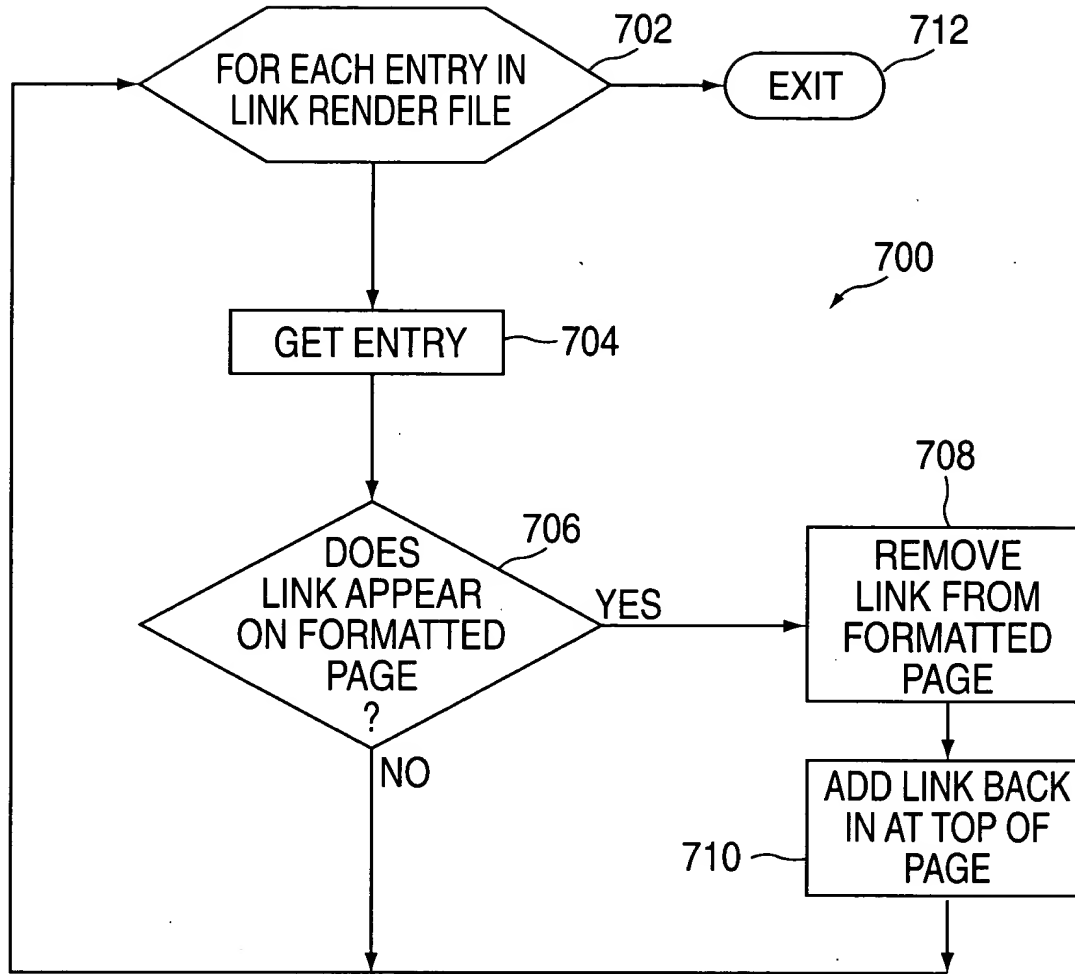 702
712
FOR EACH ENTRY IN
LINK RENDER FILE
EXIT
700
GET ENTRY
704
708
706
DOES
LINK APPEAR
ON FORMATTED
PAGE
?
YES
REMOVE
LINK FROM
FORMATTED
PAGE
NO
ADD LINK BACK
IN AT TOP OF
PAGE
710